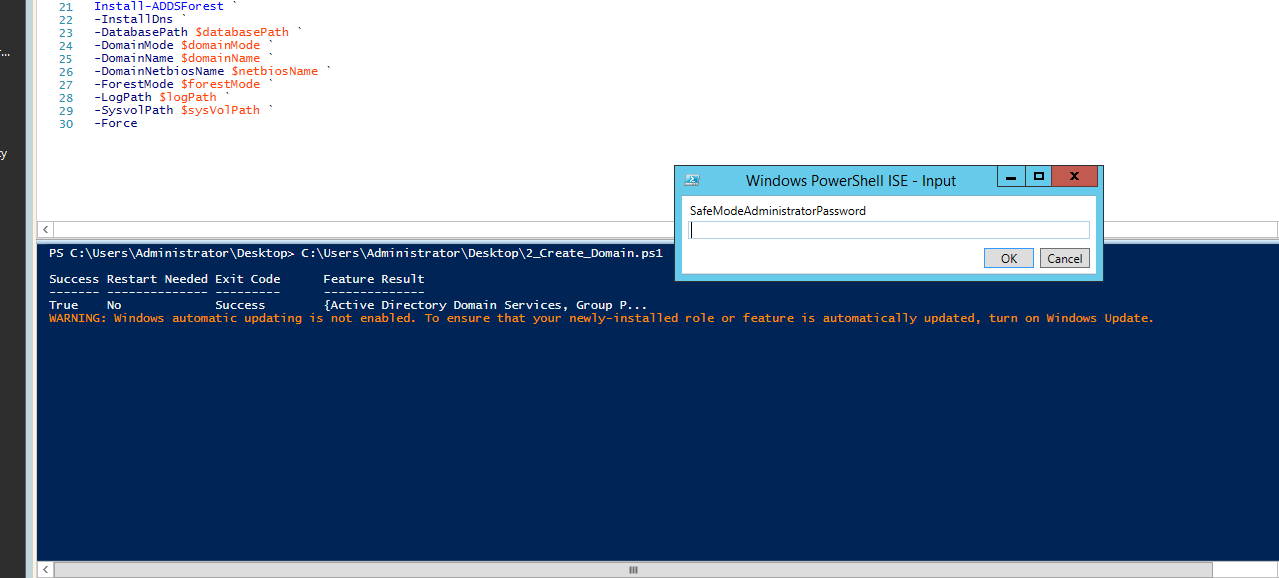 21 Install-ADDSForest `
22 -InstallDns `
23 -DatabasePath $databasePath `
24 -DomainMode $domainMode `
25 -DomainName $domainName `
26 -DomainNetbiosName $netbiosName `
27 -ForestMode $forestMode `
28 -LogPath $logPath `
29 -SysvolPath $sysVolPath `
30 -Force
Windows PowerShell ISE - Input
SafeModeAdministratorPassword
OK Cancel
PS C:\Users\Administrator\Desktop> C:\Users\Administrator\Desktop\2_Create_Domain.ps1
Success Restart Needed Exit Code Feature Result
------- -------------- --------- --------------
True No Success {Active Directory Domain Services, Group P...
WARNING: Windows automatic updating is not enabled. To ensure that your newly-installed role or feature is automatically updated, turn on Windows Update.